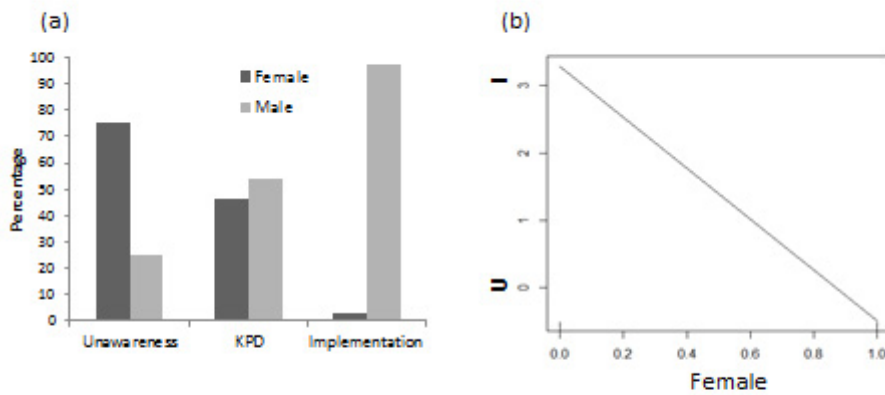 (a)
Percentage
100
90
80
70
60
50
40
30
20
10
0
Female
Male
Unawareness KPD Implementation
(b)
I
U
3
2
1
0
0.0 0.2 0.4 0.6 0.8 1.0
Female